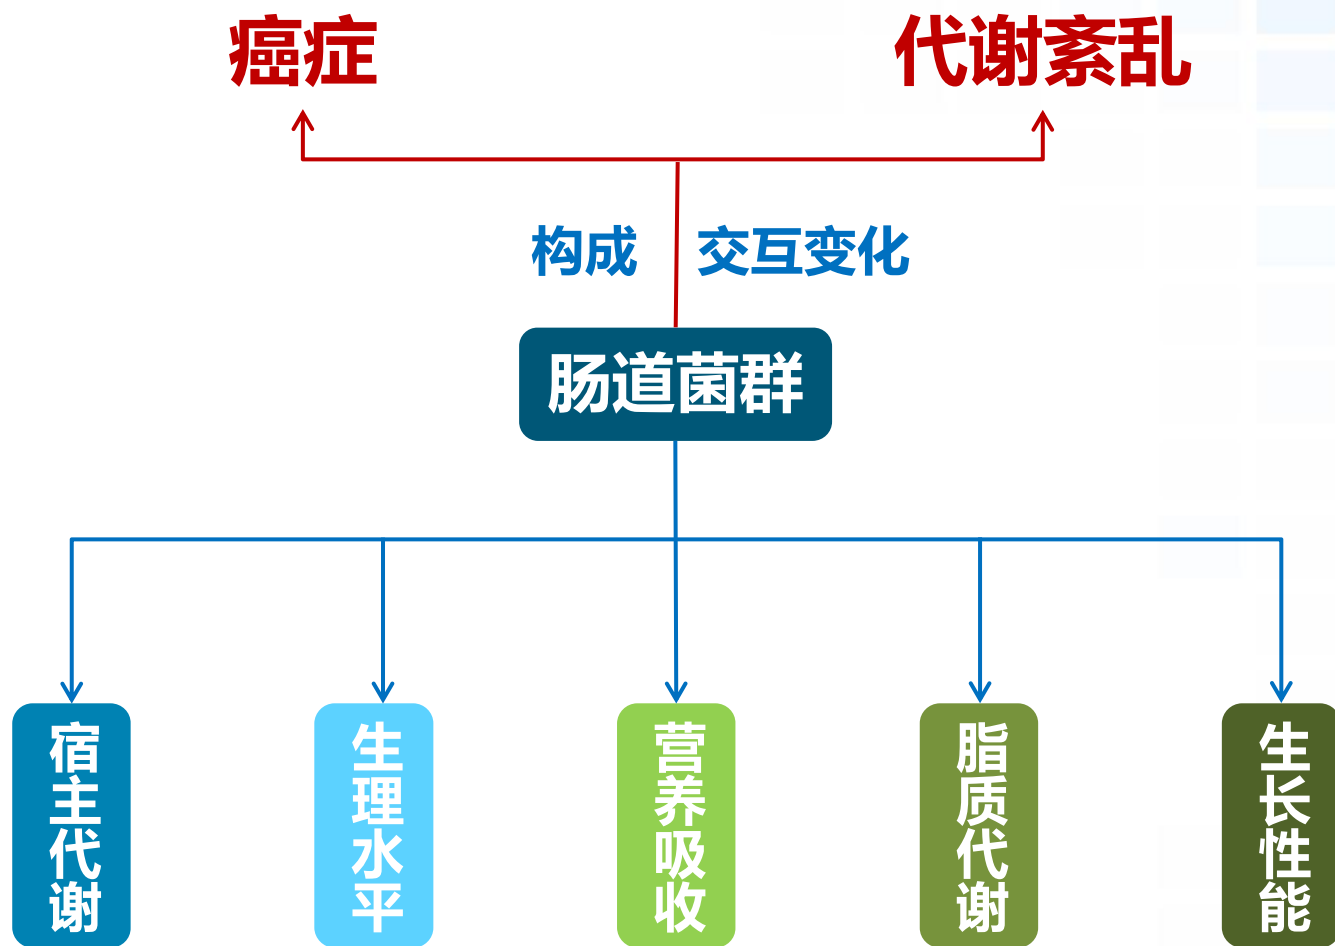 癌症
代谢紊乱
构成
交互变化
肠道菌群
宿主代谢
生理水平
营养吸收
脂质代谢
生长性能